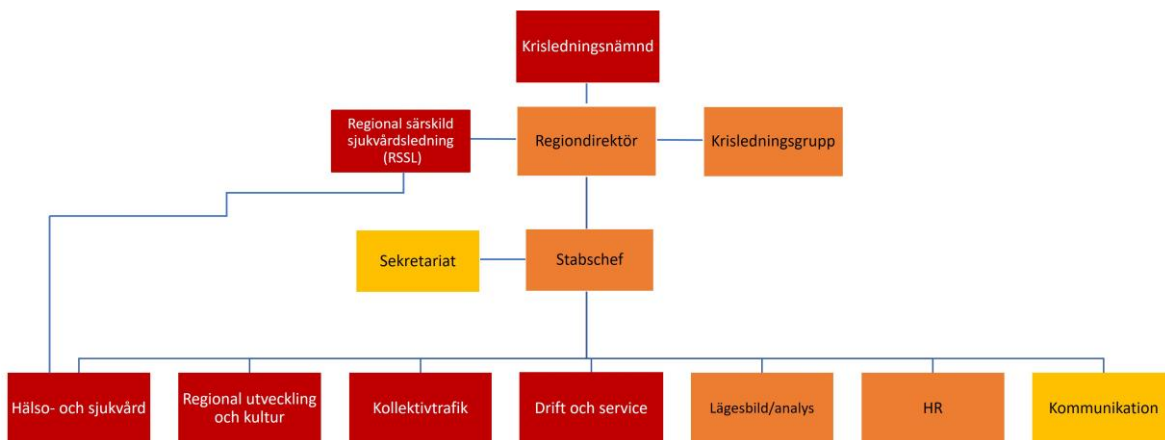 Krisledningsnämnd
Regional särskild
sjukvårdsledning
(RSSL)
Regiondirektör
Krisledningsgrupp
Sekretariat
Stabschef
Hälso- och sjukvård
Regional utveckling
och kultur
Kollektivtrafik
Drift och service
Lägesbild/analys
HR
Kommunikation